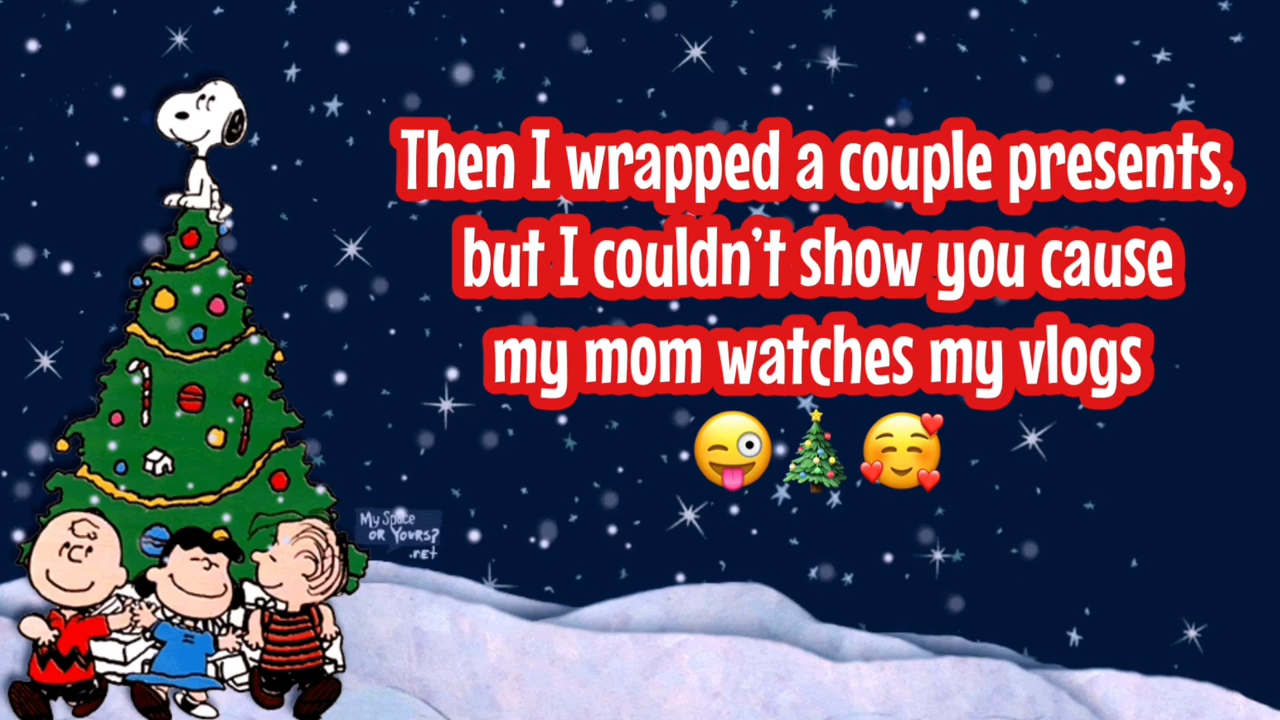 Then I wrapped a couple presents,
but I couldn't show you cause
my mom watches my vlogs
😜🎄🥰
My Space
OR YOURS?
.net